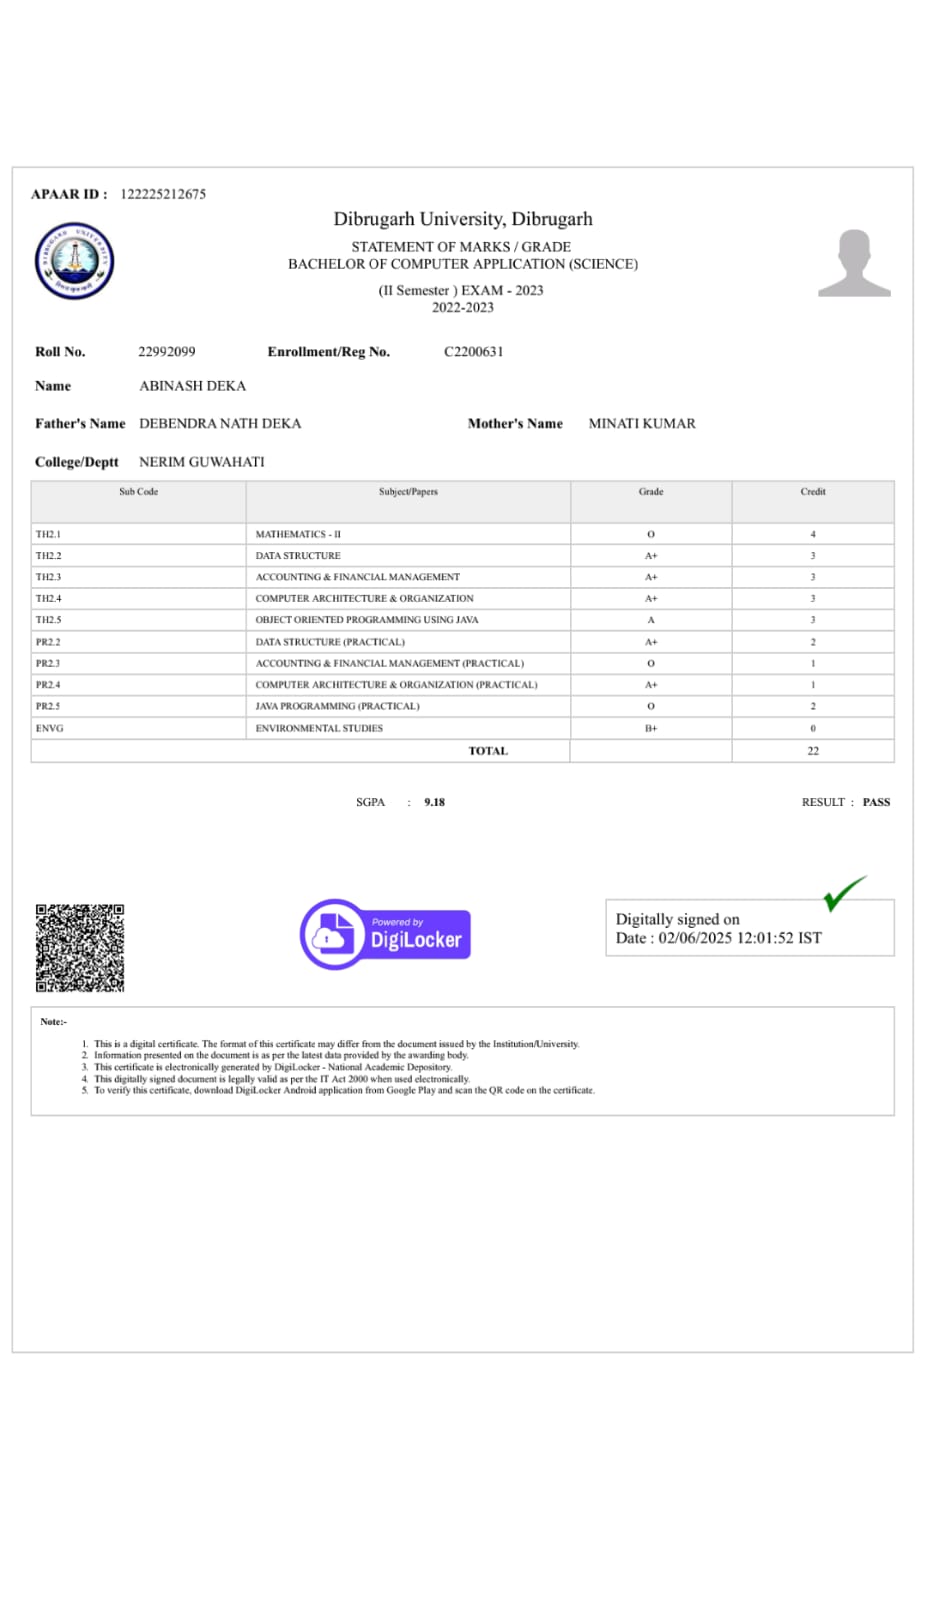 APAAR ID : 122225212675
Dibrugarh University, Dibrugarh
STATEMENT OF MARKS / GRADE
BACHELOR OF COMPUTER APPLICATION (SCIENCE)
(II Semester ) EXAM - 2023
2022-2023
DIBRUGARH UNIVERSITY
Roll No. 22992099 Enrollment/Reg No. C2200631
Name ABINASH DEKA
Father's Name DEBENDRA NATH DEKA Mother's Name MINATI KUMAR
College/Deptt NERIM GUWAHATI
Sub Code Subject/Papers Grade Credit
TH2.1 MATHEMATICS - II O 4
TH2.2 DATA STRUCTURE A+ 3
TH2.3 ACCOUNTING & FINANCIAL MANAGEMENT A+ 3
TH2.4 COMPUTER ARCHITECTURE & ORGANIZATION A+ 3
TH2.5 OBJECT ORIENTED PROGRAMMING USING JAVA A 3
PR2.2 DATA STRUCTURE (PRACTICAL) A+ 2
PR2.3 ACCOUNTING & FINANCIAL MANAGEMENT (PRACTICAL) O 1
PR2.4 COMPUTER ARCHITECTURE & ORGANIZATION (PRACTICAL) A+ 1
PR2.5 JAVA PROGRAMMING (PRACTICAL) O 2
ENVG ENVIRONMENTAL STUDIES B+ 0
TOTAL 22
SGPA : 9.18 RESULT : PASS
Powered by
DigiLocker
Digitally signed on
Date : 02/06/2025 12:01:52 IST
Note:-
1. This is a digital certificate. The format of this certificate may differ from the document issued by the Institution/University.
2. Information presented on the document is as per the latest data provided by the awarding body.
3. This certificate is electronically generated by DigiLocker - National Academic Depository.
4. This digitally signed document is legally valid as per the IT Act 2000 when used electronically.
5. To verify this certificate, download DigiLocker Android application from Google Play and scan the QR code on the certificate.